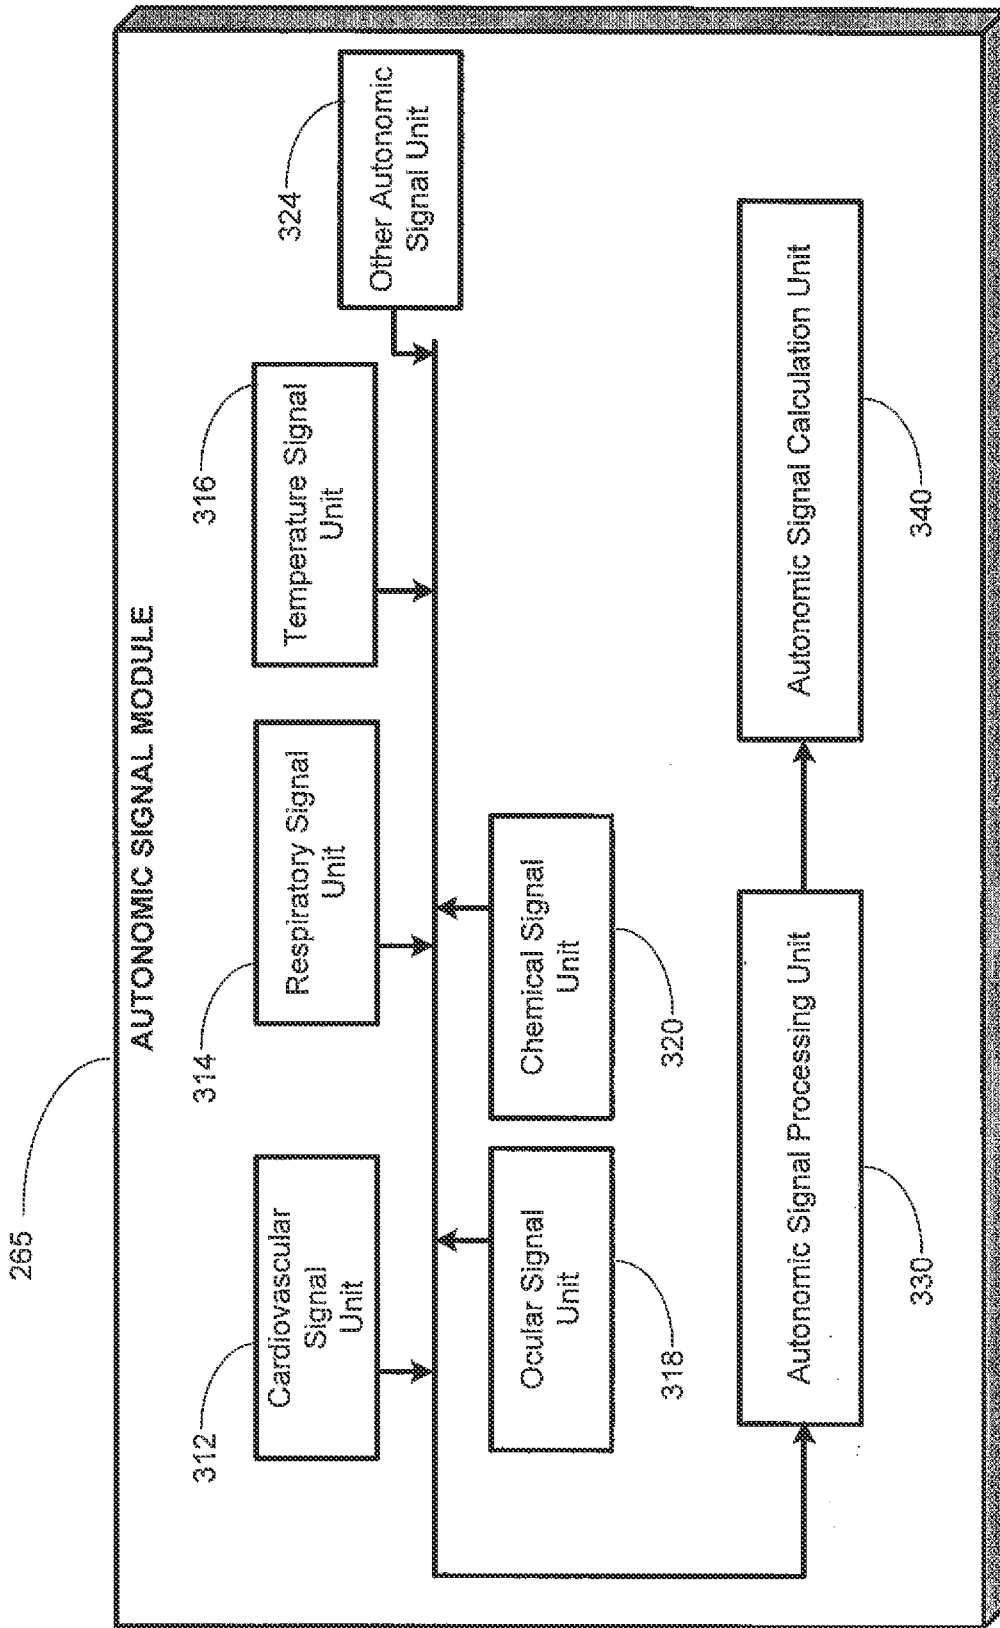 265
AUTONOMIC SIGNAL MODULE
312
Cardiovascular
Signal
Unit
314
Respiratory Signal
Unit
316
Temperature Signal
Unit
324
Other Autonomic
Signal Unit
Ocular Signal
Unit
318
Chemical Signal
Unit
320
Autonomic Signal Processing Unit
330
Autonomic Signal Calculation Unit
340